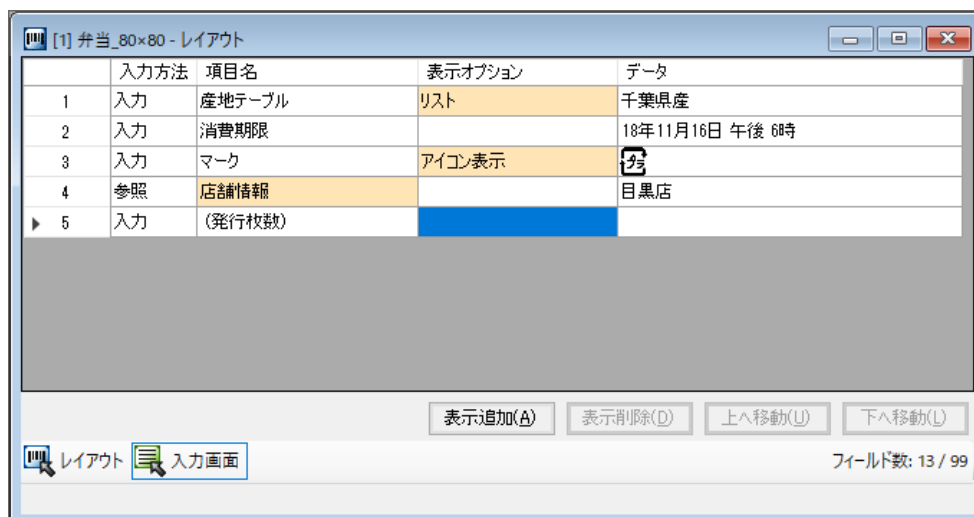 [1] 弁当_80×80 - レイアウト
入力方法 項目名 表示オプション データ
1 入力 産地テーブル リスト 千葉県産
2 入力 消費期限 18年11月16日 午後 6時
3 入力 マーク アイコン表示 プラ
4 参照 店舗情報 目黒店
5 入力 (発行枚数)
表示追加(A) 表示削除(D) 上へ移動(U) 下へ移動(L)
レイアウト 入力画面 フィールド数: 13 / 99